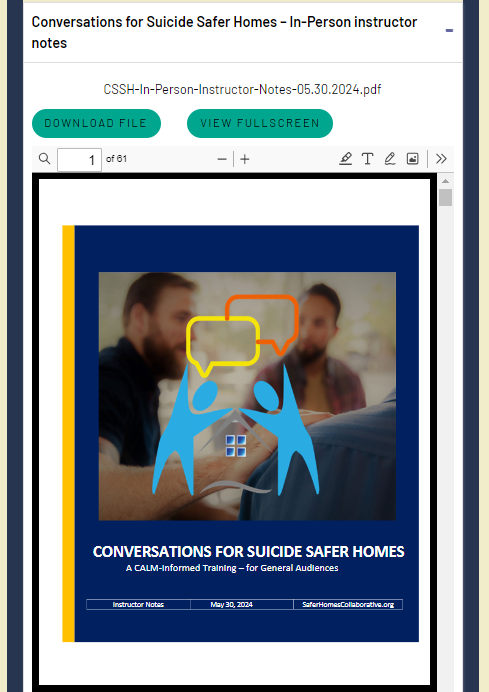 Conversations for Suicide Safer Homes – In-Person instructor
notes
CSSH-In-Person-Instructor-Notes-05.30.2024.pdf
DOWNLOAD FILE
VIEW FULLSCREEN
1 of 61
CONVERSATIONS FOR SUICIDE SAFER HOMES
A CALM-Informed Training – for General Audiences
Instructor Notes
May 30, 2024
SaferHomesCollaborative.org